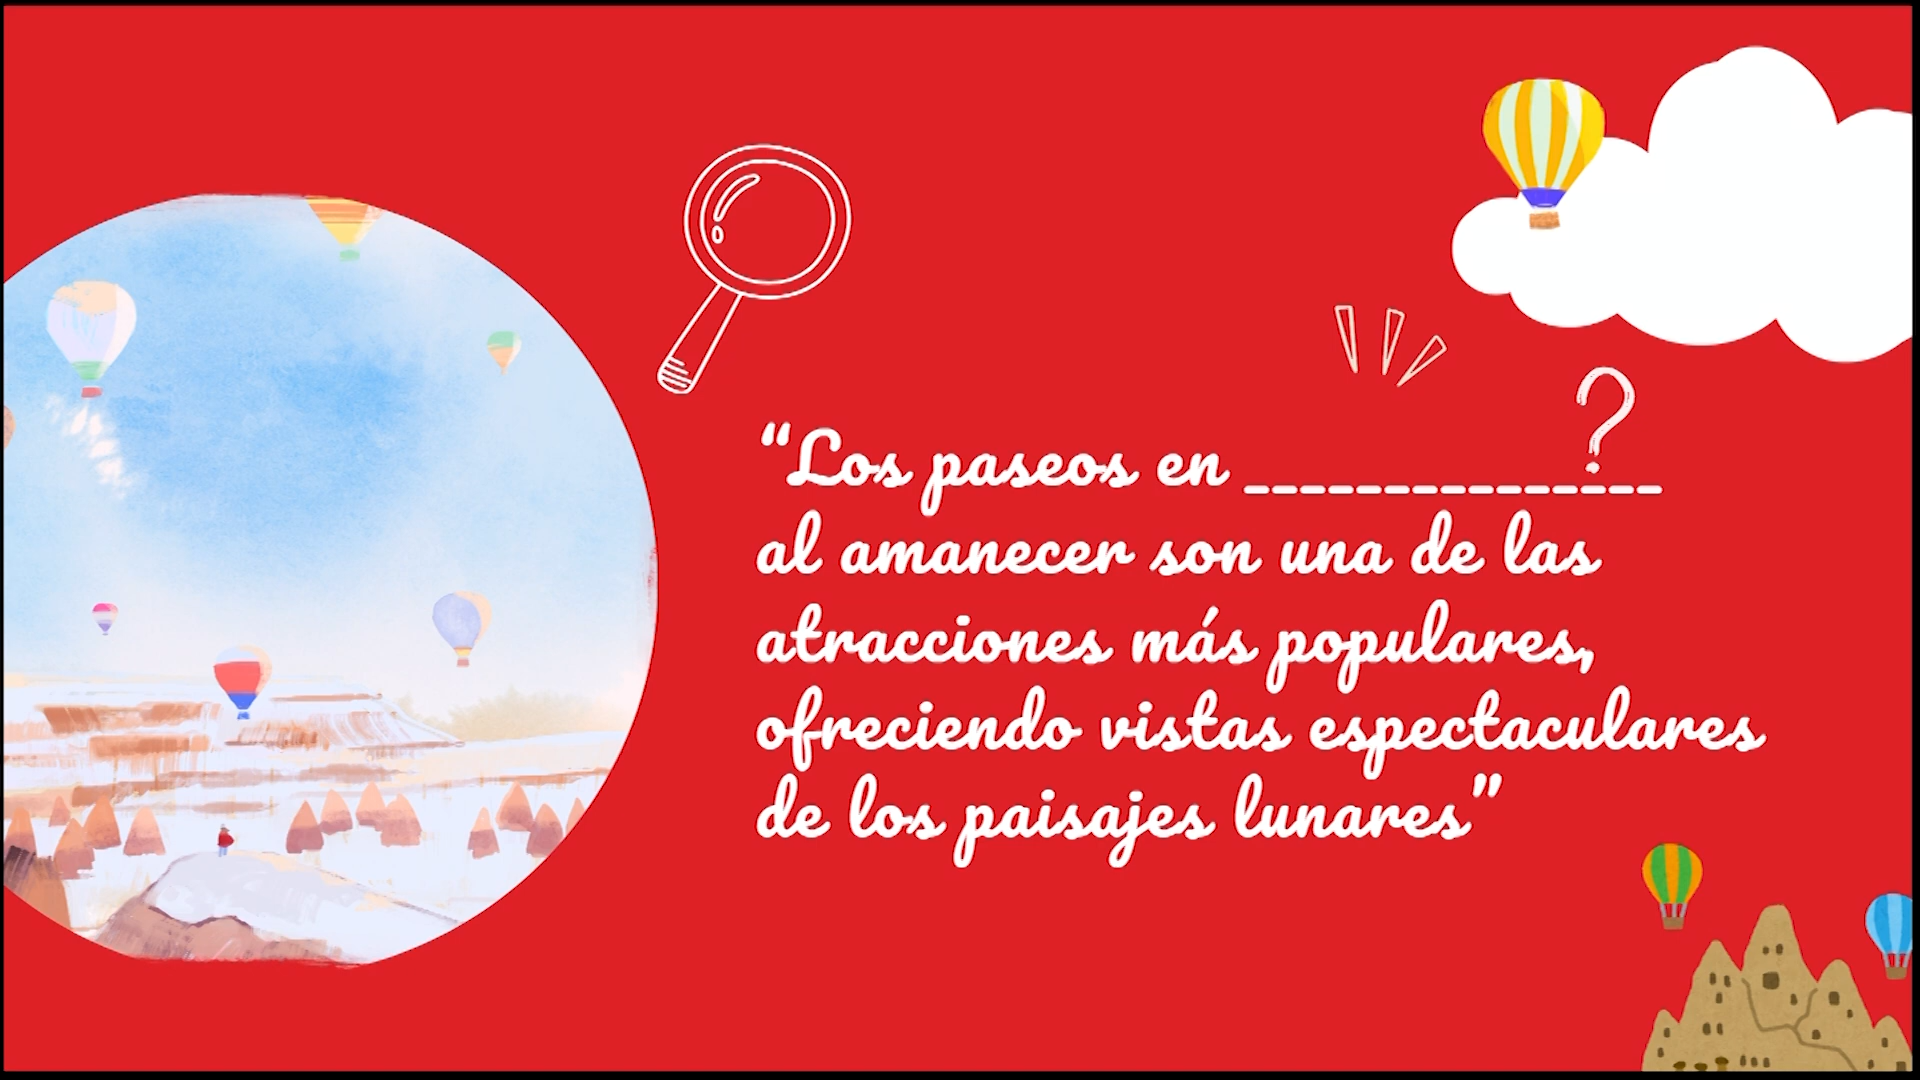 “Los paseos en _______________ ?
al amanecer son una de las
atracciones más populares,
ofreciendo vistas espectaculares
de los paisajes lunares”